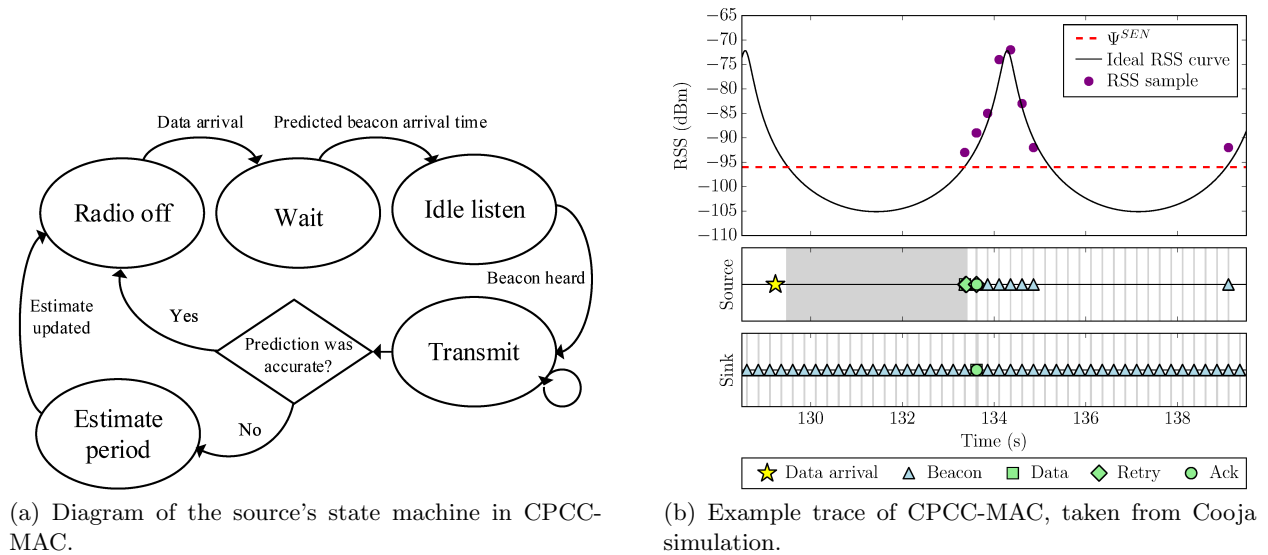 Data arrival
Predicted beacon arrival time
Radio off
Wait
Idle listen
Beacon heard
Estimate
updated
Yes
Prediction was
accurate?
Transmit
Estimate
period
No
(a) Diagram of the source's state machine in CPCC-
MAC.
−65
−70
−75
−80
−85
−90
−95
−100
−105
−110
RSS (dBm)
Ψ^SEN
Ideal RSS curve
RSS sample
Source
Sink
130 132 134 136 138
Time (s)
Data arrival Beacon Data Retry Ack
(b) Example trace of CPCC-MAC, taken from Cooja
simulation.